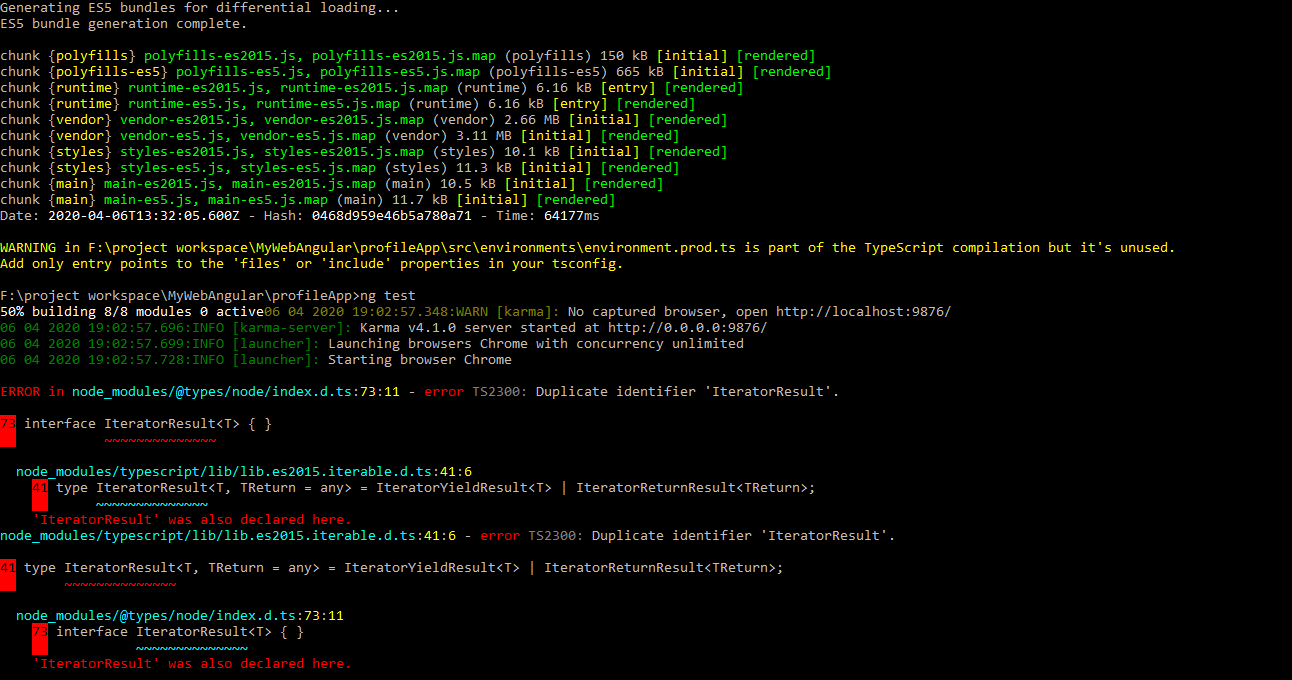 Generating ES5 bundles for differential loading...
ES5 bundle generation complete.
chunk {polyfills} polyfills-es2015.js, polyfills-es2015.js.map (polyfills) 150 kB [initial] [rendered]
chunk {polyfills-es5} polyfills-es5.js, polyfills-es5.js.map (polyfills-es5) 665 kB [initial] [rendered]
chunk {runtime} runtime-es2015.js, runtime-es2015.js.map (runtime) 6.16 kB [entry] [rendered]
chunk {runtime} runtime-es5.js, runtime-es5.js.map (runtime) 6.16 kB [entry] [rendered]
chunk {vendor} vendor-es2015.js, vendor-es2015.js.map (vendor) 2.66 MB [initial] [rendered]
chunk {vendor} vendor-es5.js, vendor-es5.js.map (vendor) 3.11 MB [initial] [rendered]
chunk {styles} styles-es2015.js, styles-es2015.js.map (styles) 10.1 kB [initial] [rendered]
chunk {styles} styles-es5.js, styles-es5.js.map (styles) 11.3 kB [initial] [rendered]
chunk {main} main-es2015.js, main-es2015.js.map (main) 10.5 kB [initial] [rendered]
chunk {main} main-es5.js, main-es5.js.map (main) 11.7 kB [initial] [rendered]
Date: 2020-04-06T13:32:05.600Z - Hash: 0468d959e46b5a780a71 - Time: 64177ms
WARNING in F:\project workspace\MyWebAngular\profileApp\src\environments\environment.prod.ts is part of the TypeScript compilation but it's unused.
Add only entry points to the 'files' or 'include' properties in your tsconfig.
F:\project workspace\MyWebAngular\profileApp>ng test
50% building 8/8 modules 0 active06 04 2020 19:02:57.348:WARN [karma]: No captured browser, open http://localhost:9876/
06 04 2020 19:02:57.696:INFO [karma-server]: Karma v4.1.0 server started at http://0.0.0.0:9876/
06 04 2020 19:02:57.699:INFO [launcher]: Launching browsers Chrome with concurrency unlimited
06 04 2020 19:02:57.728:INFO [launcher]: Starting browser Chrome
ERROR in node_modules/@types/node/index.d.ts:73:11 - error TS2300: Duplicate identifier 'IteratorResult'.
73 interface IteratorResult<T> { }
~~~~~~~~~~~~~~
node_modules/typescript/lib/lib.es2015.iterable.d.ts:41:6
41 type IteratorResult<T, TReturn = any> = IteratorYieldResult<T> | IteratorReturnResult<TReturn>;
~~~~~~~~~~~~~~
'IteratorResult' was also declared here.
node_modules/typescript/lib/lib.es2015.iterable.d.ts:41:6 - error TS2300: Duplicate identifier 'IteratorResult'.
41 type IteratorResult<T, TReturn = any> = IteratorYieldResult<T> | IteratorReturnResult<TReturn>;
~~~~~~~~~~~~~~
node_modules/@types/node/index.d.ts:73:11
73 interface IteratorResult<T> { }
~~~~~~~~~~~~~~
'IteratorResult' was also declared here.